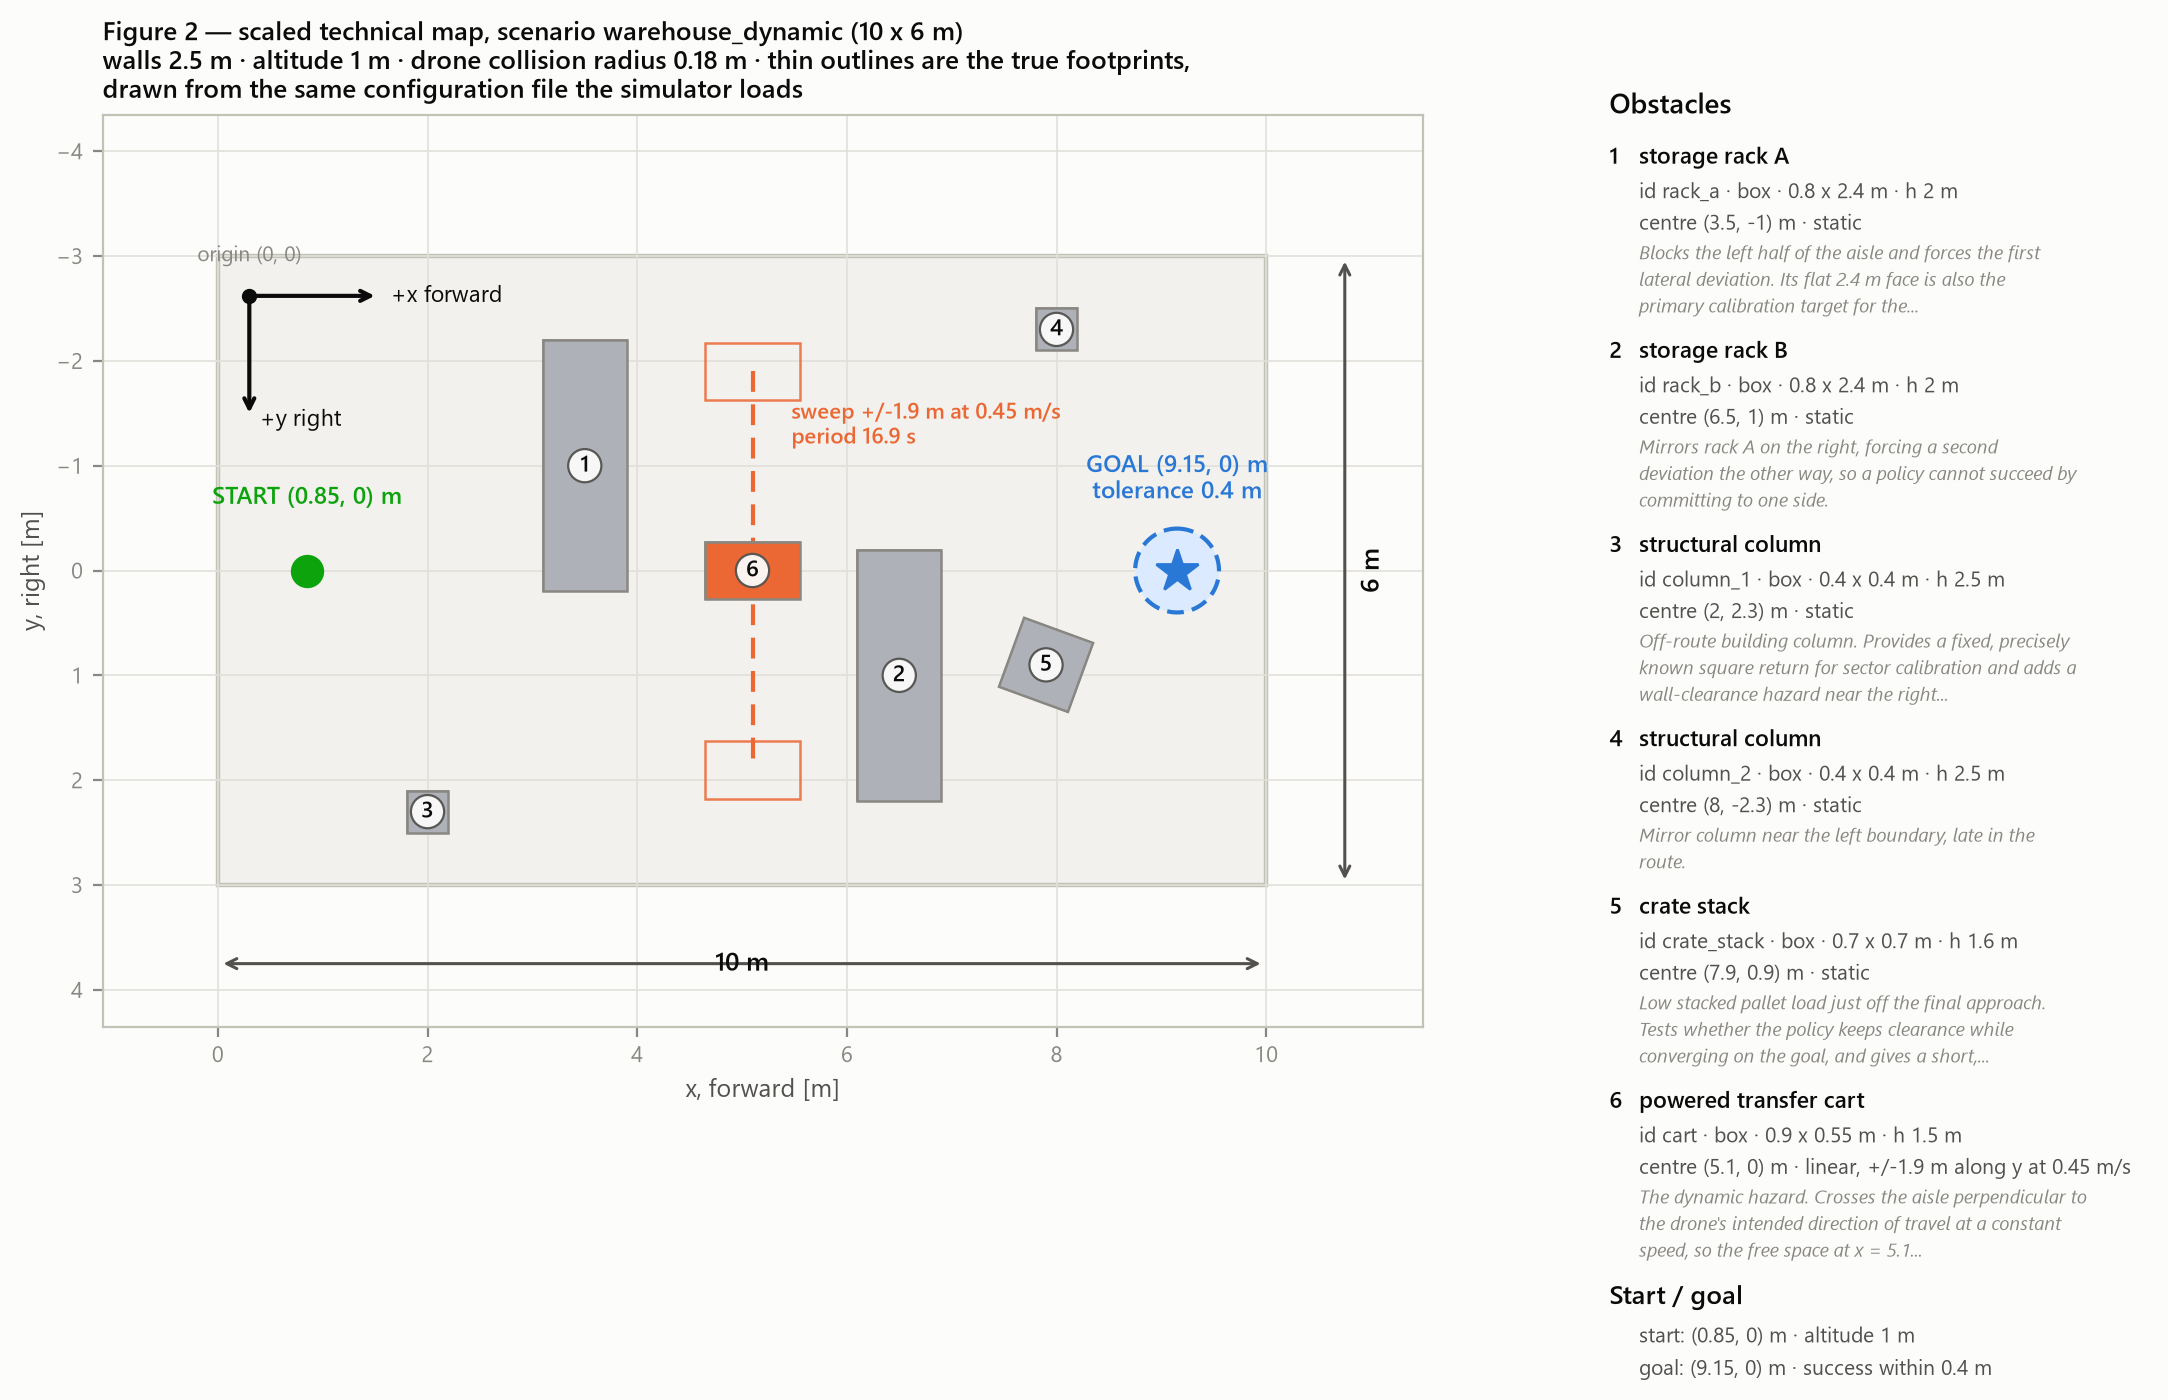 Figure 2 — scaled technical map, scenario warehouse_dynamic (10 x 6 m)
walls 2.5 m · altitude 1 m · drone collision radius 0.18 m · thin outlines are the true footprints,
drawn from the same configuration file the simulator loads
−4
−3
−2
−1
0
1
2
3
4
y, right [m]
origin (0, 0)
+x forward
+y right
START (0.85, 0) m
1
6
2
3
4
5
sweep +/-1.9 m at 0.45 m/s
period 16.9 s
GOAL (9.15, 0) m
tolerance 0.4 m
6 m
10 m
0
2
4
6
8
10
x, forward [m]
Obstacles
1 storage rack A
id rack_a · box · 0.8 x 2.4 m · h 2 m
centre (3.5, -1) m · static
Blocks the left half of the aisle and forces the first
lateral deviation. Its flat 2.4 m face is also the
primary calibration target for the...
2 storage rack B
id rack_b · box · 0.8 x 2.4 m · h 2 m
centre (6.5, 1) m · static
Mirrors rack A on the right, forcing a second
deviation the other way, so a policy cannot succeed by
committing to one side.
3 structural column
id column_1 · box · 0.4 x 0.4 m · h 2.5 m
centre (2, 2.3) m · static
Off-route building column. Provides a fixed, precisely
known square return for sector calibration and adds a
wall-clearance hazard near the right...
4 structural column
id column_2 · box · 0.4 x 0.4 m · h 2.5 m
centre (8, -2.3) m · static
Mirror column near the left boundary, late in the
route.
5 crate stack
id crate_stack · box · 0.7 x 0.7 m · h 1.6 m
centre (7.9, 0.9) m · static
Low stacked pallet load just off the final approach.
Tests whether the policy keeps clearance while
converging on the goal, and gives a short,...
6 powered transfer cart
id cart · box · 0.9 x 0.55 m · h 1.5 m
centre (5.1, 0) m · linear, +/-1.9 m along y at 0.45 m/s
The dynamic hazard. Crosses the aisle perpendicular to
the drone's intended direction of travel at a constant
speed, so the free space at x = 5.1...
Start / goal
start: (0.85, 0) m · altitude 1 m
goal: (9.15, 0) m · success within 0.4 m